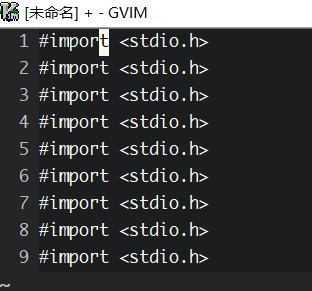 [未命名] + - GVIM
1 #import <stdio.h>
2 #import <stdio.h>
3 #import <stdio.h>
4 #import <stdio.h>
5 #import <stdio.h>
6 #import <stdio.h>
7 #import <stdio.h>
8 #import <stdio.h>
9 #import <stdio.h>
~